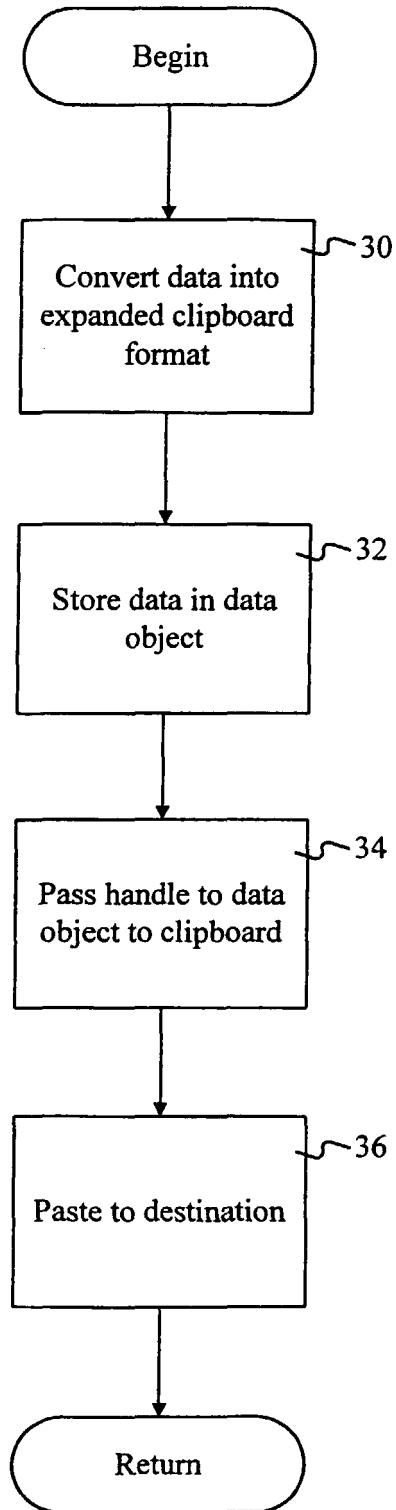 Begin
30
Convert data into
expanded clipboard
format
32
Store data in data
object
34
Pass handle to data
object to clipboard
36
Paste to destination
Return